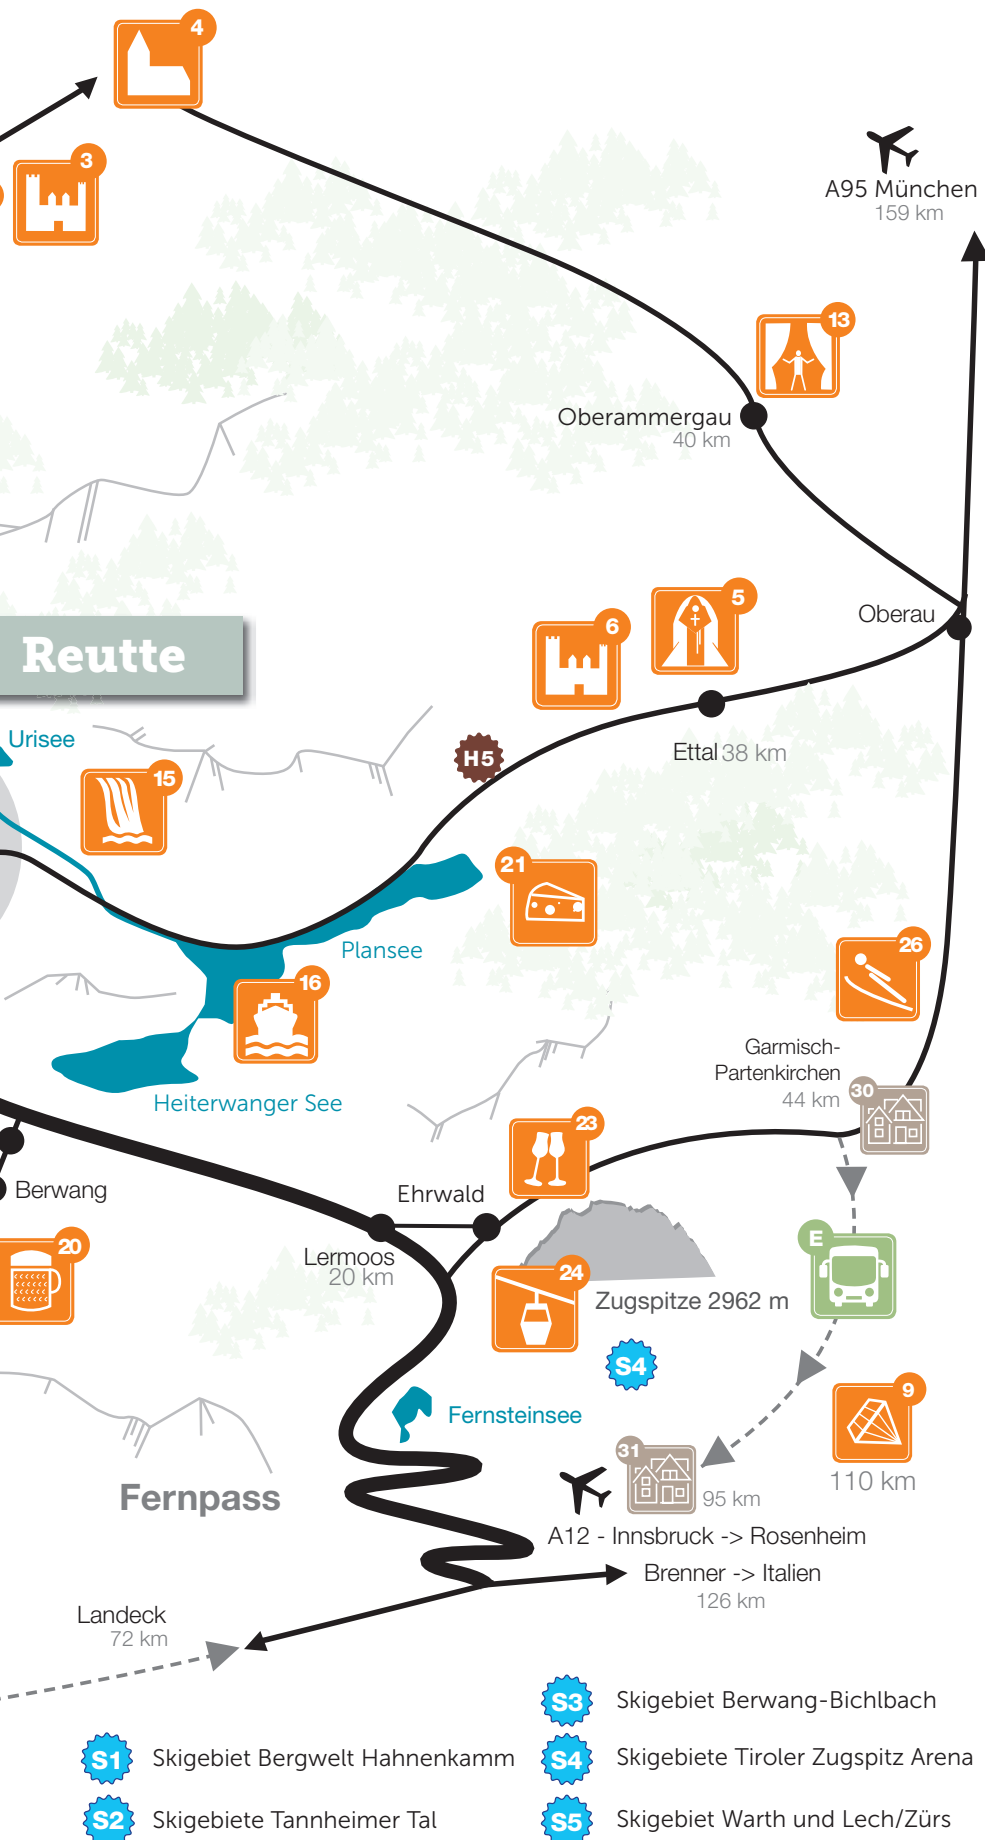 4
3
A95 München
159 km
13
Oberammergau
40 km
Oberau
5
6
Reutte
Urisee
H5
Ettal 38 km
15
21
Plansee
26
16
Garmisch-
Partenkirchen
44 km
30
Heiterwanger See
23
Berwang
Ehrwald
E
20
Lermoos
20 km
24
Zugspitze 2962 m
S4
9
Fernsteinsee
31
110 km
Fernpass
95 km
A12 - Innsbruck -> Rosenheim
Brenner -> Italien
126 km
Landeck
72 km
S3 Skigebiet Berwang-Bichlbach
S1 Skigebiet Bergwelt Hahnenkamm
S4 Skigebiete Tiroler Zugspitz Arena
S2 Skigebiete Tannheimer Tal
S5 Skigebiet Warth und Lech/Zürs